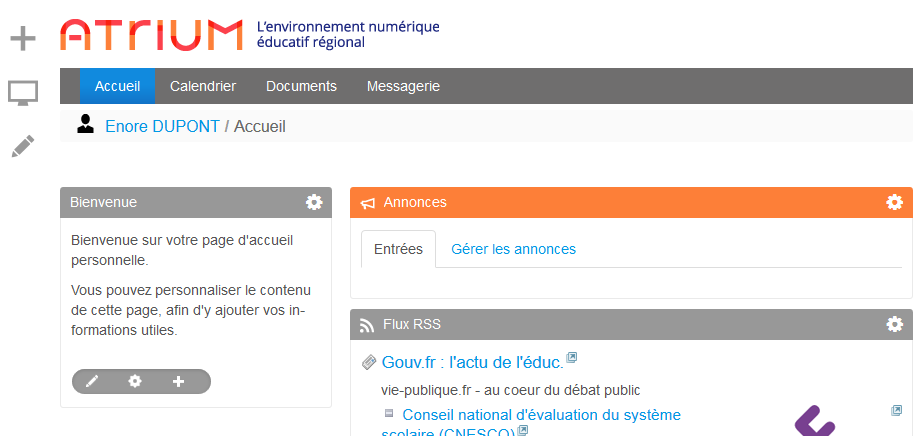 ATRIUM
L'environnement numérique
éducatif régional
Accueil Calendrier Documents Messagerie
Enore DUPONT / Accueil
Bienvenue
Bienvenue sur votre page d'accueil
personnelle.
Vous pouvez personnaliser le contenu
de cette page, afin d'y ajouter vos in-
formations utiles.
Annonces
Entrées Gérer les annonces
Flux RSS
Gouv.fr : l'actu de l'éduc.
vie-publique.fr - au coeur du débat public
Conseil national d'évaluation du système
scolaire (CNESCO)